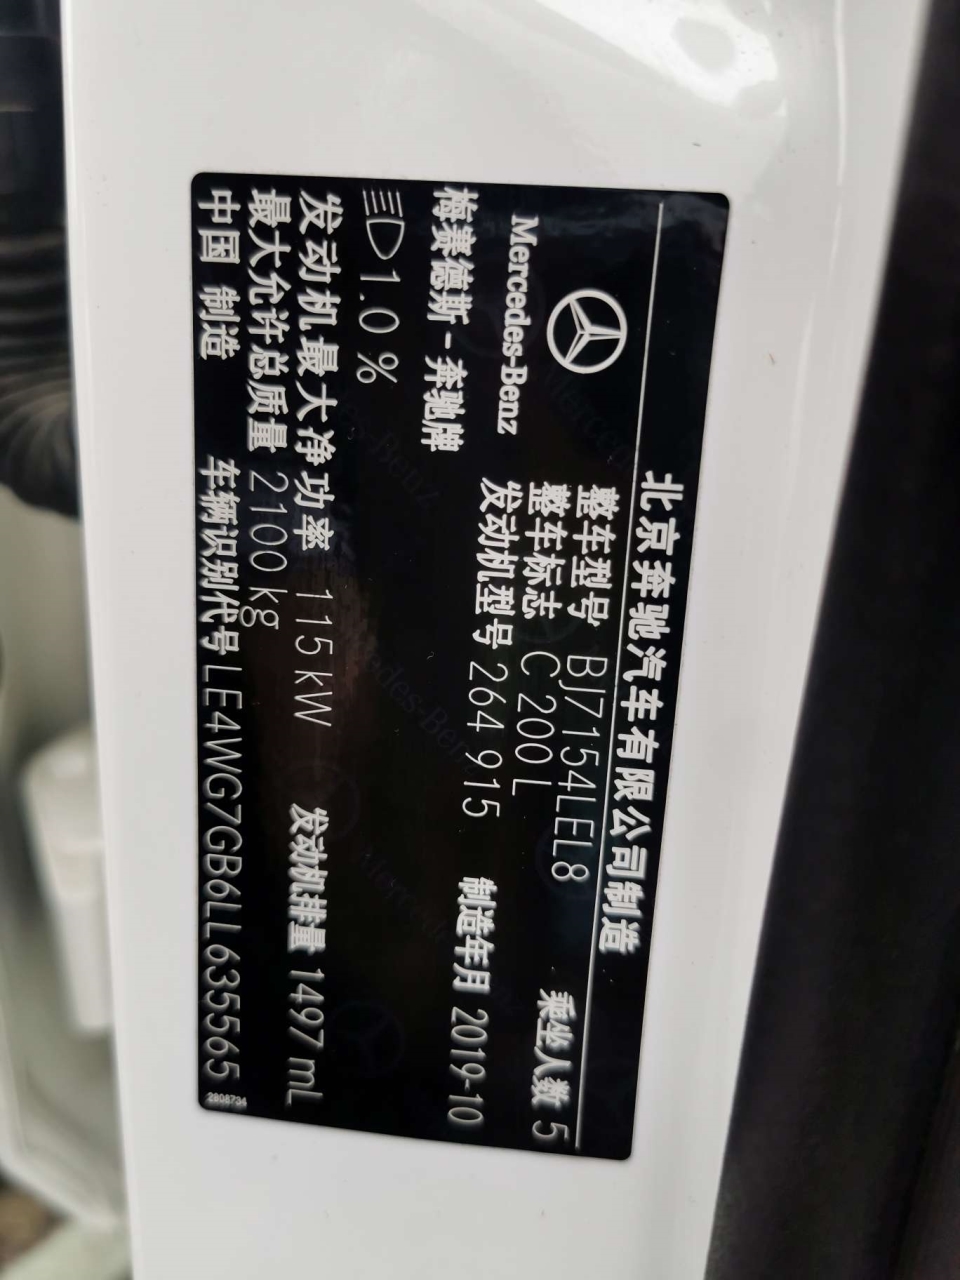 北京奔驰汽车有限公司制造
Mercedes-Benz
梅赛德斯-奔驰牌
整车型号 BJ7154LEL8
乘坐人数 5
整车标志 C 200 L
发动机型号 264 915
制造年月 2019-10
1.0 %
发动机最大净功率 115kW
发动机排量 1497 mL
最大允许总质量 2100kg
中国 制造
车辆识别代号 LE4WG7GB6LL635565
2808734